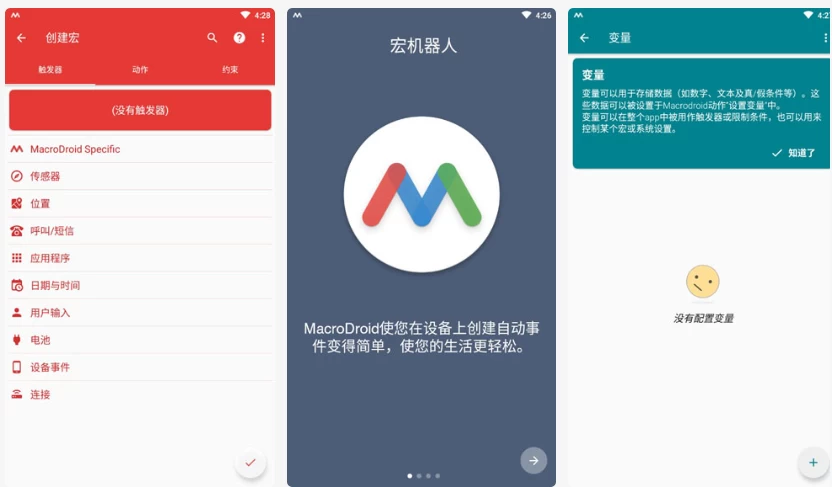 4:28
创建宏
触发器
动作
约束
(没有触发器)
MacroDroid Specific
传感器
位置
呼叫/短信
应用程序
日期与时间
用户输入
电池
设备事件
连接
4:26
宏机器人
MacroDroid使您在设备上创建自动事
件变得简单，使您的生活更轻松。
4:27
变量
变量
变量可以用于存储数据（如数字、文本及真/假条件等）。这
些数据可以被设置于Macrodroid动作"设置变量"中。
变量可以在整个app中被用作触发器或限制条件，也可以用来
控制某个宏或系统设置。
知道了
没有配置变量